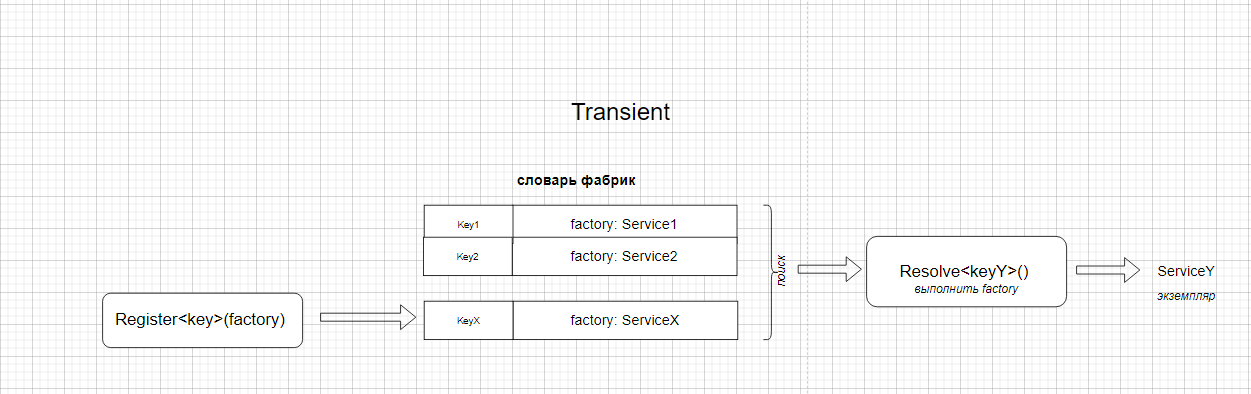 Transient
словарь фабрик
Key1 factory: Service1
Key2 factory: Service2
KeyX factory: ServiceX
Register<key>(factory)
поиск
Resolve<keyY>()
выполнить factory
ServiceY
экземпляр